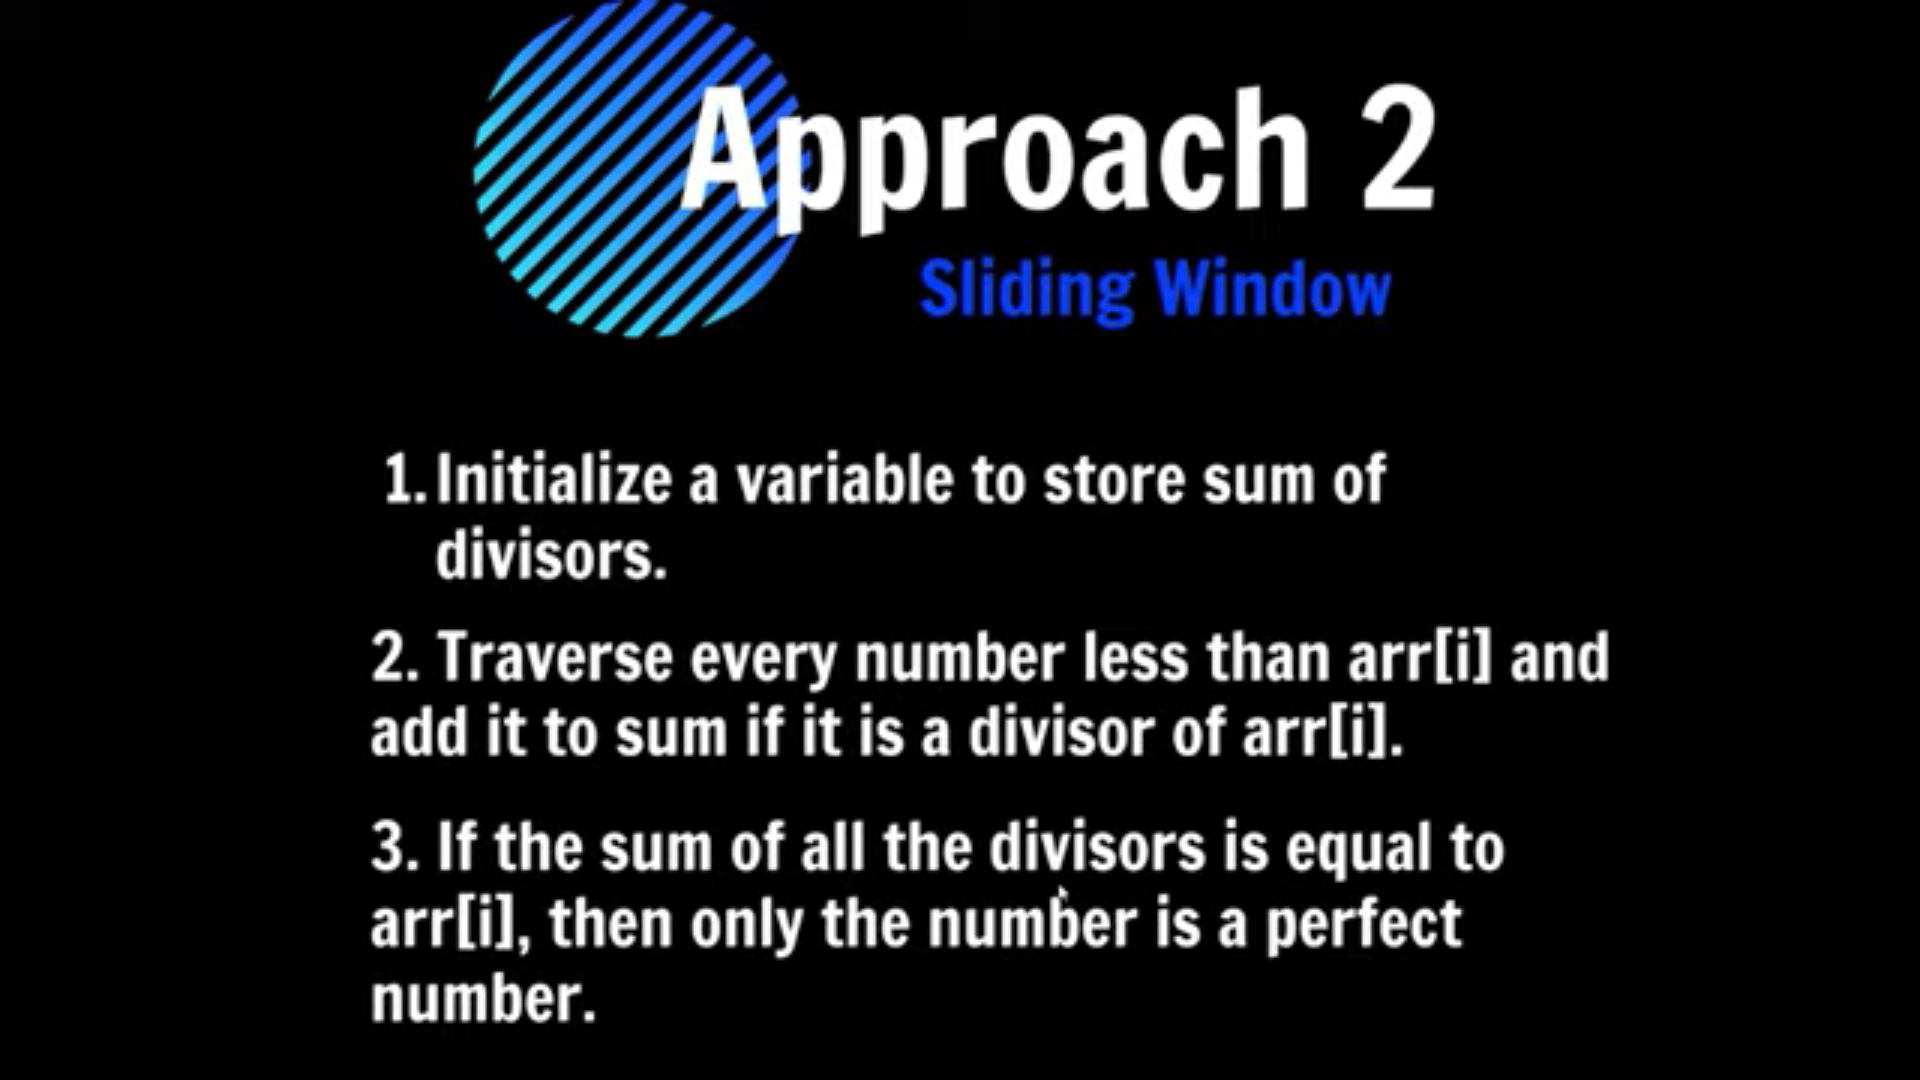 Approach 2
Sliding Window
1. Initialize a variable to store sum of
divisors.
2. Traverse every number less than arr[i] and
add it to sum if it is a divisor of arr[i].
3. If the sum of all the divisors is equal to
arr[i], then only the number is a perfect
number.